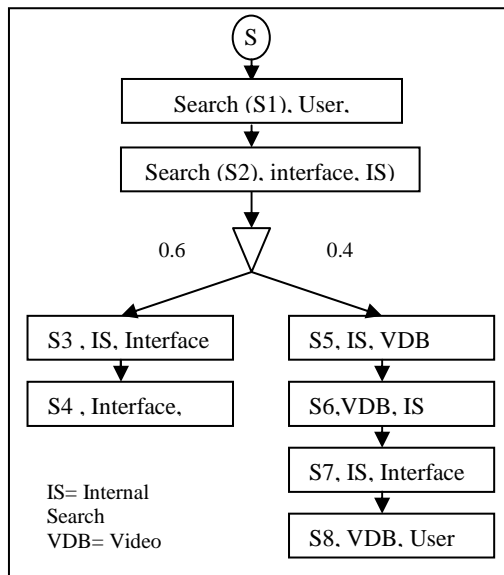 S
Search (S1), User,
Search (S2), interface, IS)
0.6
0.4
S3 , IS, Interface
S4 , Interface,
S5, IS, VDB
S6,VDB, IS
S7, IS, Interface
S8, VDB, User
IS= Internal
Search
VDB= Video